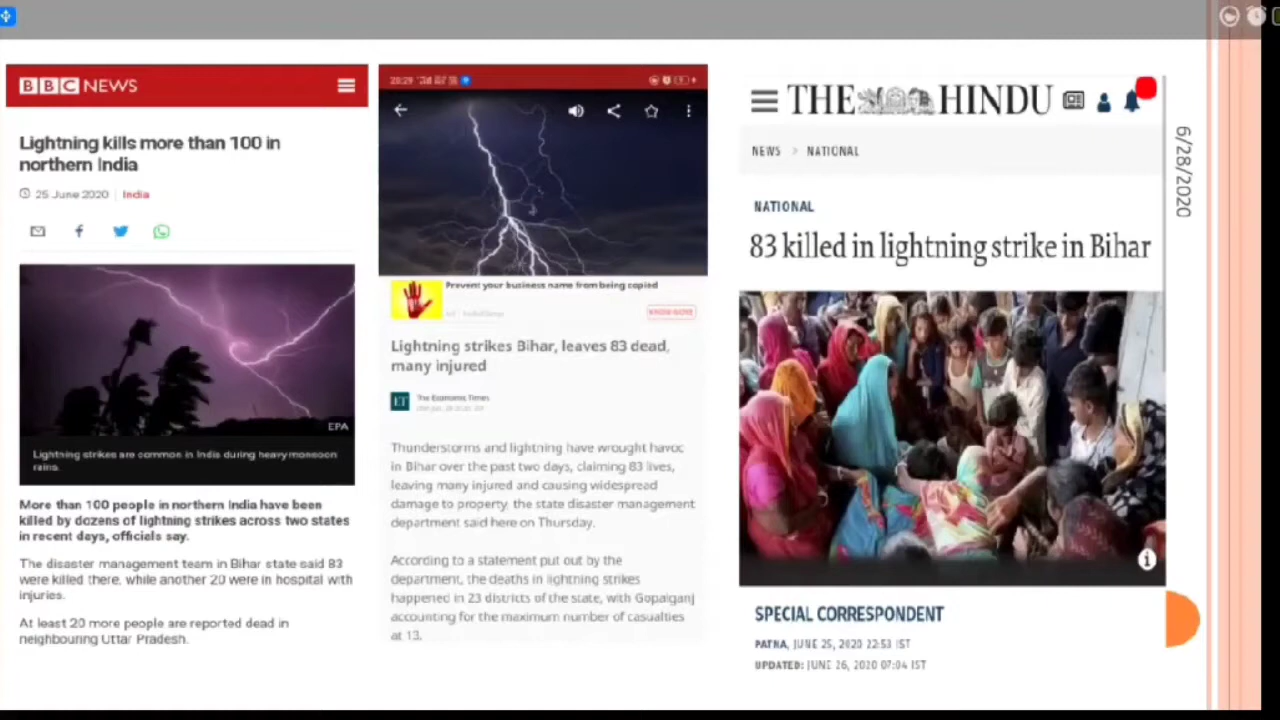 BBC NEWS
Lightning kills more than 100 in
northern India
25 June 2020 | India
EPA
Lightning strikes are common in India during heavy monsoon
rains.
More than 100 people in northern India have been
killed by dozens of lightning strikes across two states
in recent days, officials say.
The disaster management team in Bihar state said 83
were killed there, while another 20 were in hospital with
injuries.
At least 20 more people are reported dead in
neighbouring Uttar Pradesh.
20:29
Prevent your business name from being copied
KNOW MORE
Lightning strikes Bihar, leaves 83 dead,
many injured
ET
The Economic Times
Thunderstorms and lightning have wrought havoc
in Bihar over the past two days, claiming 83 lives,
leaving many injured and causing widespread
damage to property, the state disaster management
department said here on Thursday.
According to a statement put out by the
department, the deaths in lightning strikes
happened in 23 districts of the state, with Gopalganj
accounting for the maximum number of casualties
at 13.
THE HINDU
NEWS > NATIONAL
NATIONAL
83 killed in lightning strike in Bihar
SPECIAL CORRESPONDENT
PATNA, JUNE 25, 2020 22:53 IST
UPDATED: JUNE 26, 2020 07:04 IST
6/28/2020